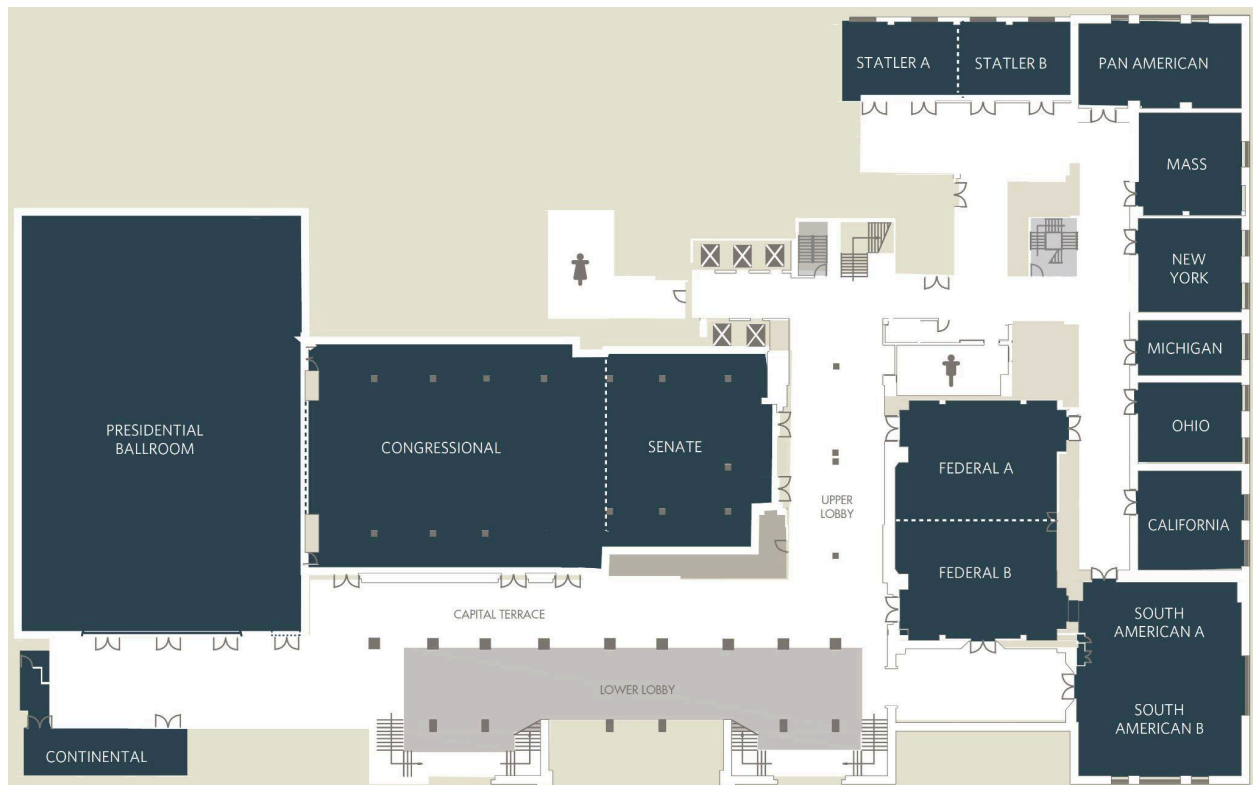 STATLER A
STATLER B
PAN AMERICAN
MASS
NEW
YORK
MICHIGAN
OHIO
CALIFORNIA
PRESIDENTIAL
BALLROOM
CONGRESSIONAL
SENATE
UPPER
LOBBY
FEDERAL A
FEDERAL B
CAPITAL TERRACE
SOUTH
AMERICAN A
SOUTH
AMERICAN B
LOWER LOBBY
CONTINENTAL